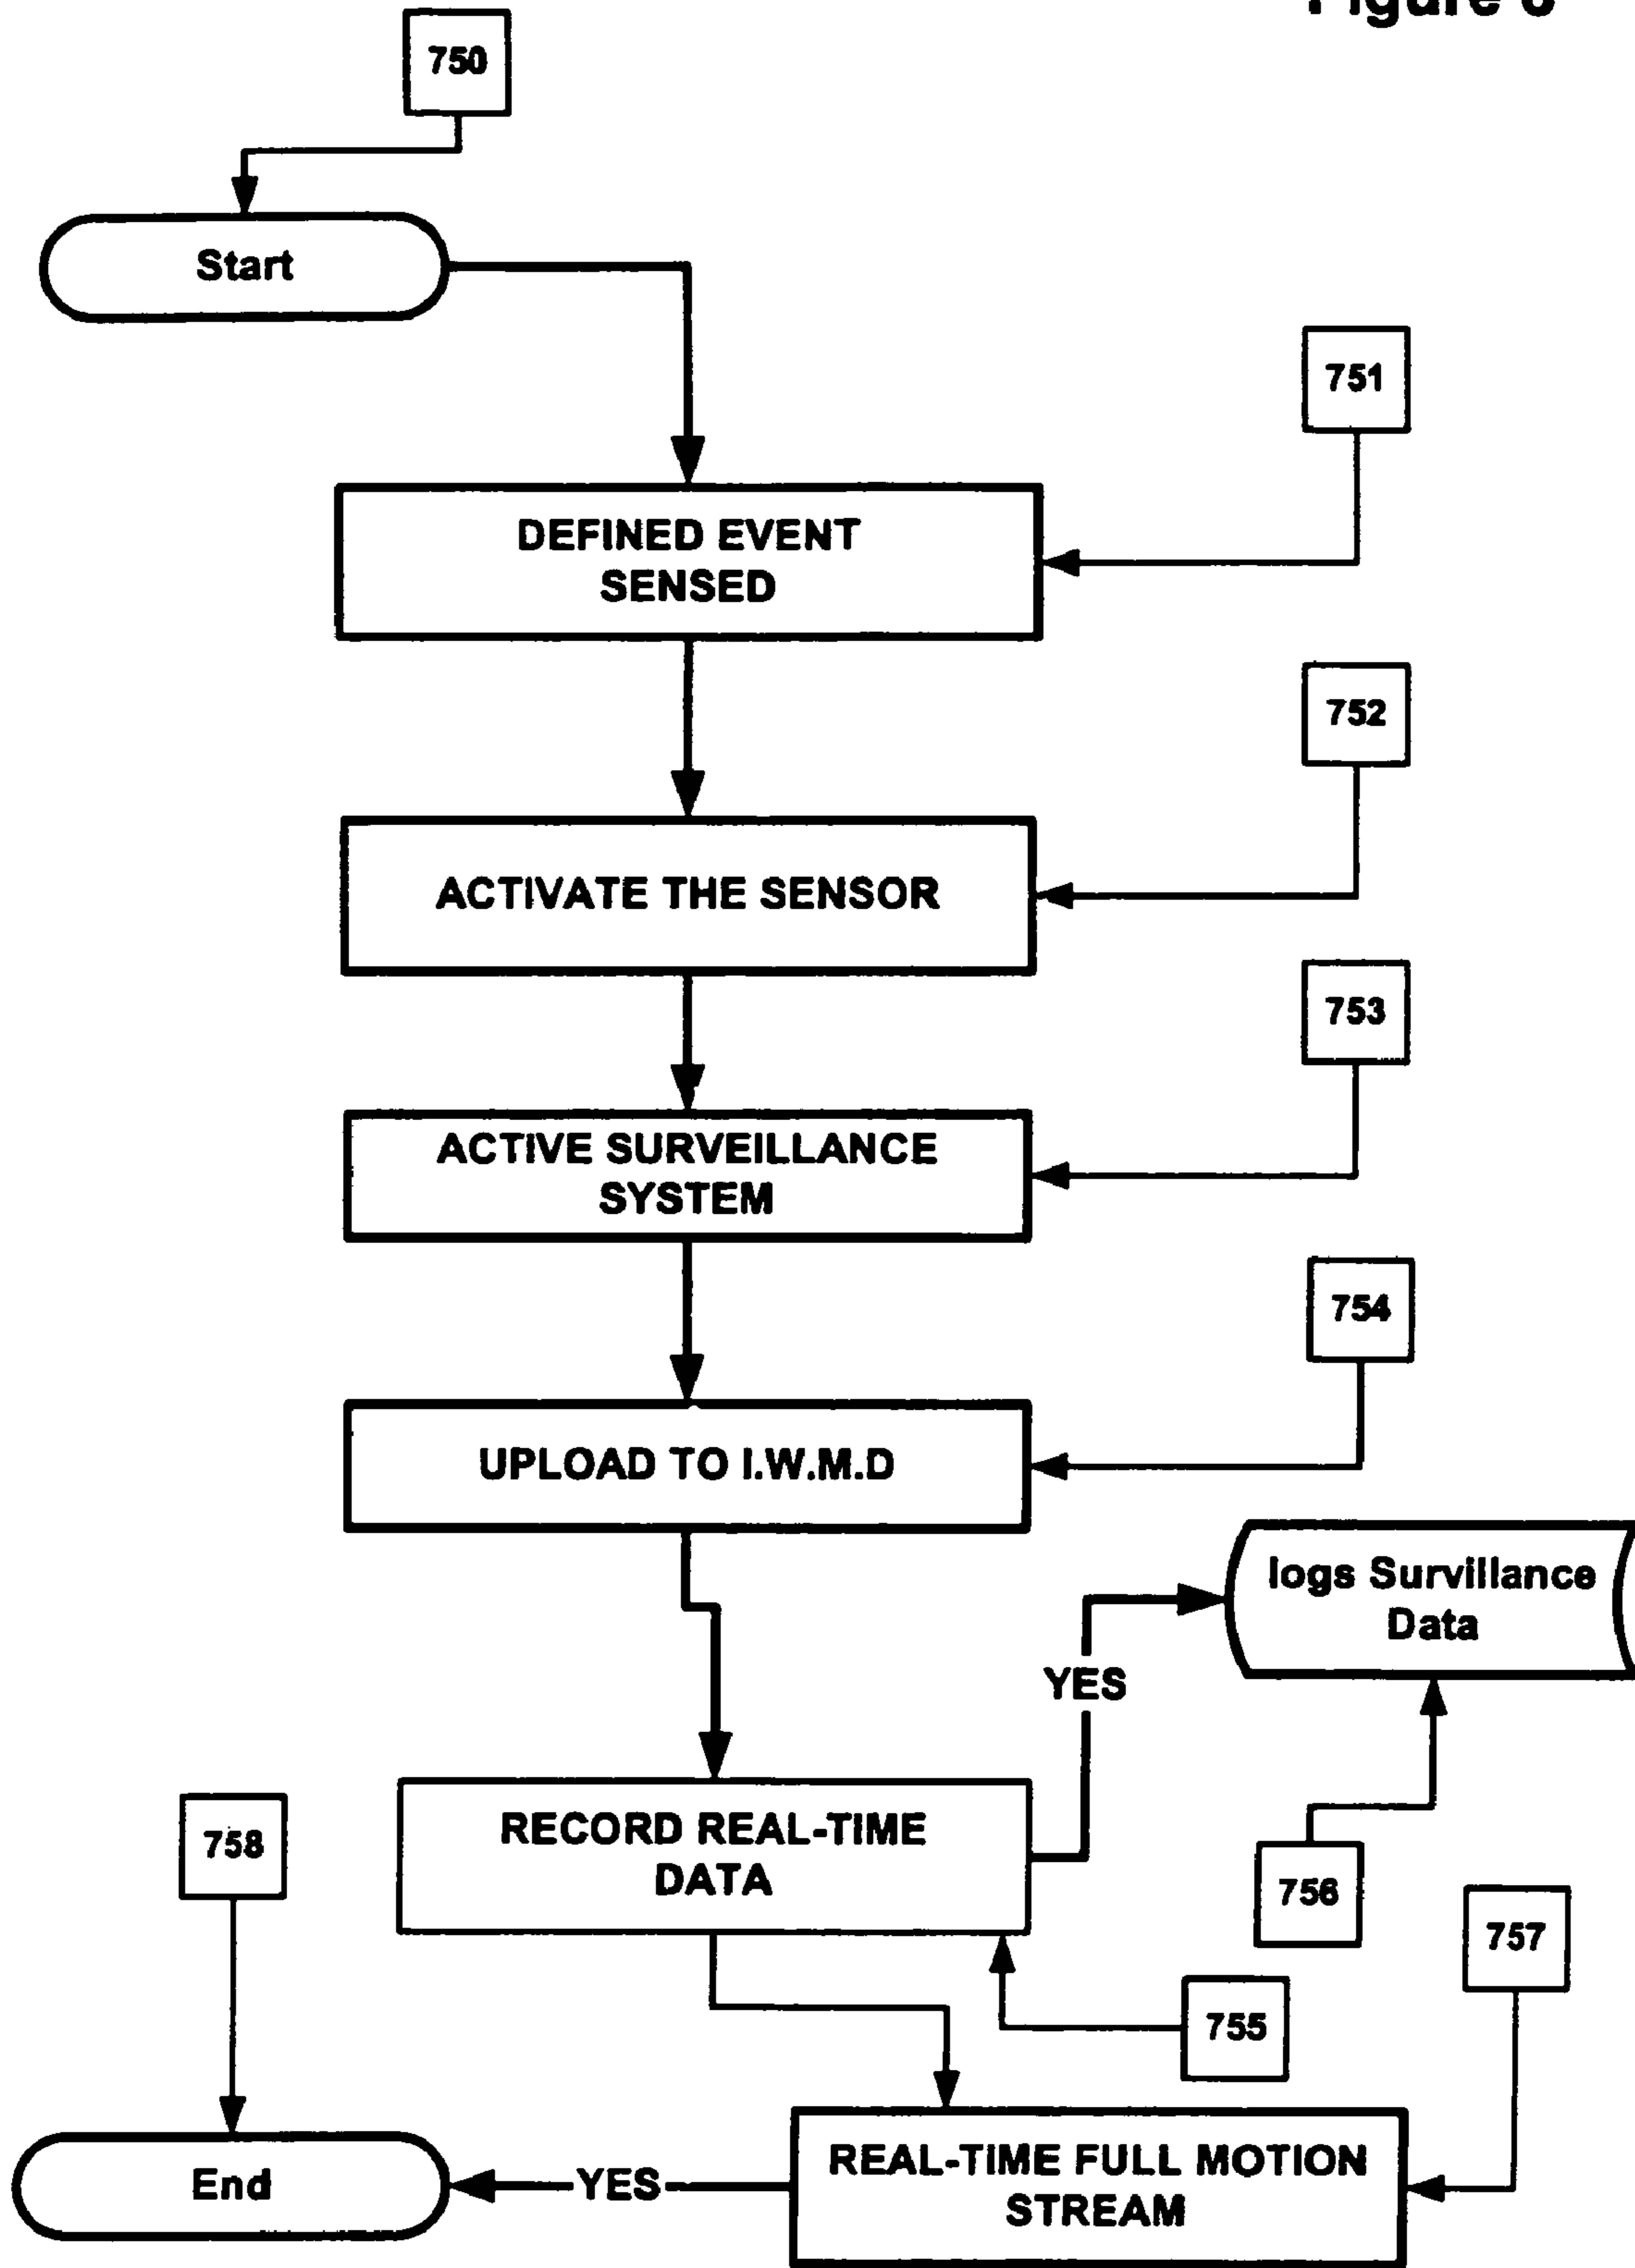 Figure
750
Start
751
DEFINED EVENT
SENSED
752
ACTIVATE THE SENSOR
753
ACTIVE SURVEILLANCE
SYSTEM
754
UPLOAD TO I.W.M.D
logs Survillance
Data
YES
758
RECORD REAL-TIME
DATA
756
757
755
End
YES
REAL-TIME FULL MOTION
STREAM